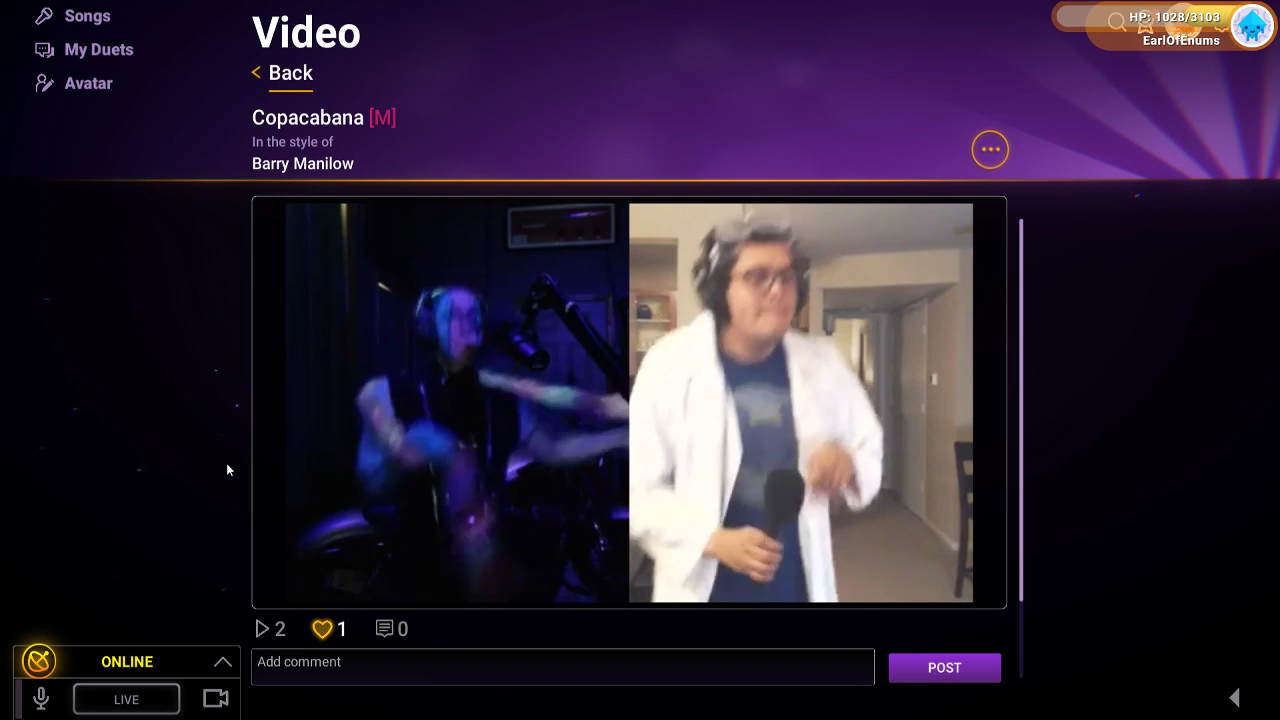 Songs
My Duets
Avatar
Video
< Back
Copacabana [M]
In the style of
Barry Manilow
HP: 1028/3103
EarlOfEnums
2
1
0
Add comment
POST
ONLINE
LIVE